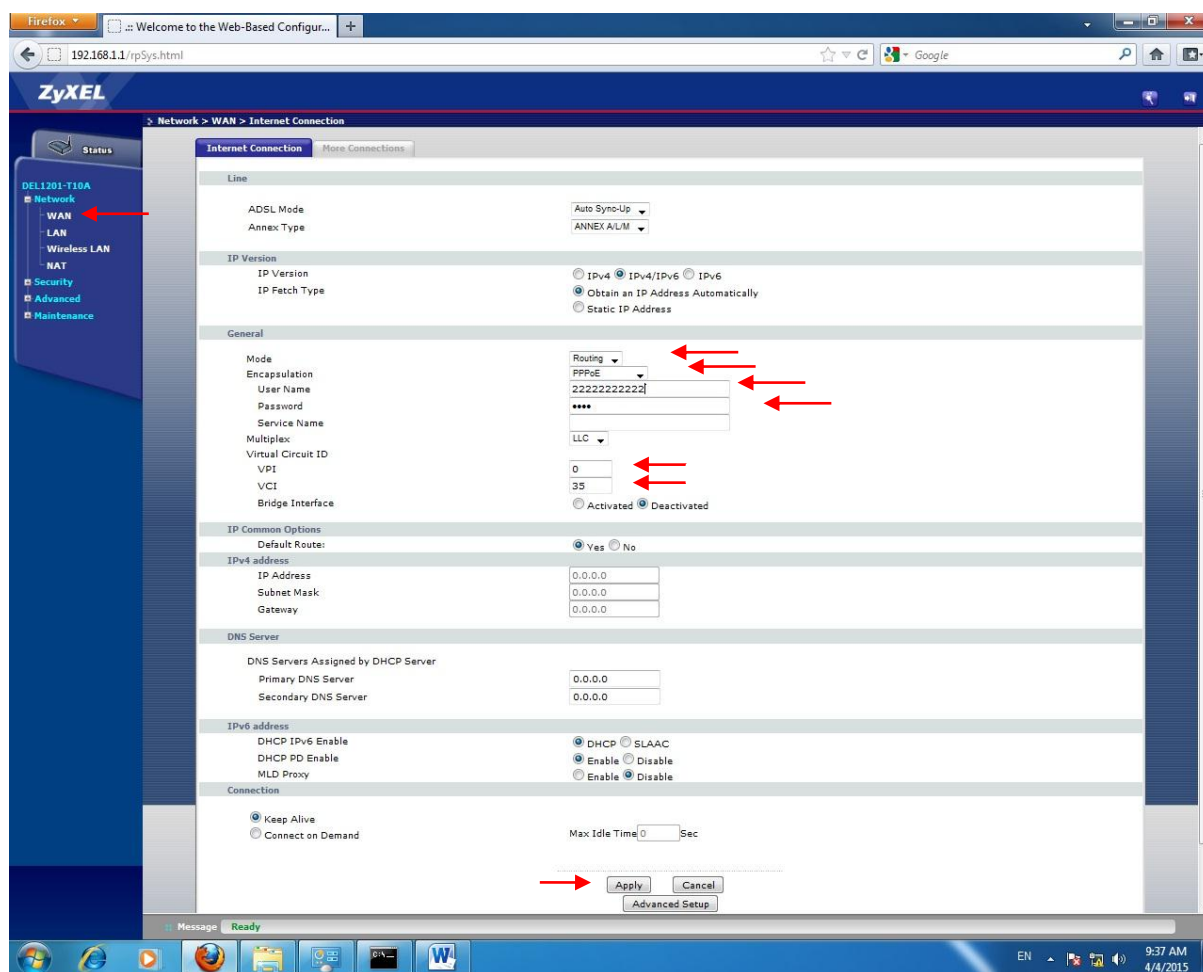 Firefox
.:: Welcome to the Web-Based Configur...
192.168.1.1/rpSys.html
Google
ZyXEL
Network > WAN > Internet Connection
Status
DEL1201-T10A
Network
WAN
LAN
Wireless LAN
NAT
Security
Advanced
Maintenance
Internet Connection More Connections
Line
ADSL Mode Auto Sync-Up
Annex Type ANNEX A/L/M
IP Version
IP Version IPv4 IPv4/IPv6 IPv6
IP Fetch Type Obtain an IP Address Automatically
Static IP Address
General
Mode Routing
Encapsulation PPPoE
User Name 22222222222
Password ••••
Service Name
Multiplex LLC
Virtual Circuit ID
VPI 0
VCI 35
Bridge Interface Activated Deactivated
IP Common Options
Default Route: Yes No
IPv4 address
IP Address 0.0.0.0
Subnet Mask 0.0.0.0
Gateway 0.0.0.0
DNS Server
DNS Servers Assigned by DHCP Server
Primary DNS Server 0.0.0.0
Secondary DNS Server 0.0.0.0
IPv6 address
DHCP IPv6 Enable DHCP SLAAC
DHCP PD Enable Enable Disable
MLD Proxy Enable Disable
Connection
Keep Alive
Connect on Demand Max Idle Time 0 Sec
Apply Cancel
Advanced Setup
:: Message Ready
EN 9:37 AM
4/4/2015